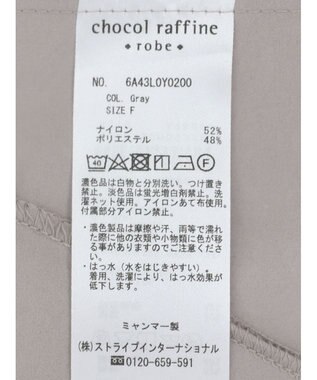 chocol raffine
robe
NO. 6A43L0Y0200
COL. Gray
SIZE F
ナイロン 52%
ポリエステル 48%
40
F
濃色品は白物と分別洗い。つけ置き
禁止。淡色は蛍光増白剤禁止。洗
濯ネット使用。アイロンあて布使用。
付属部分アイロン禁止。
・濃色製品は摩擦や汗、雨等で濡れ
た際に他の衣類や小物類に色が移
る事がありますのでご注意くださ
い。
・はっ水(水をはじきやすい)。
着用、洗濯により、はっ水効果が
低下します。
ミャンマー製
(株)ストライプインターナショナル
0120-659-591